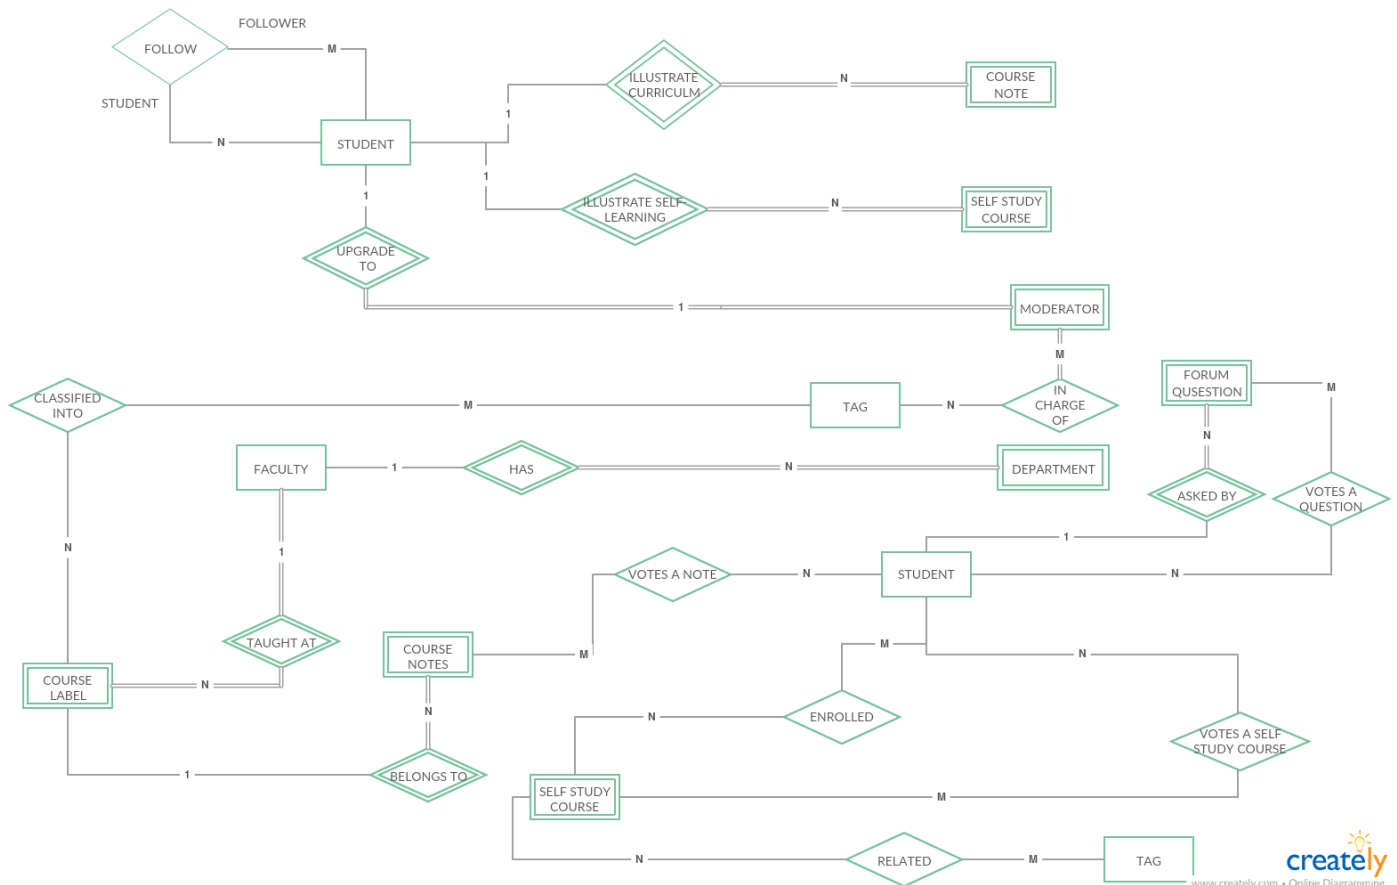 FOLLOWER
FOLLOW
M
STUDENT
N
STUDENT
1
ILLUSTRATE
CURRICULM
N
COURSE
NOTE
1
ILLUSTRATE SELF-
LEARNING
N
SELF STUDY
COURSE
1
UPGRADE
TO
1
MODERATOR
M
CLASSIFIED
INTO
M
TAG
N
IN
CHARGE
OF
FORUM
QUSESTION
M
N
FACULTY
1
HAS
N
DEPARTMENT
ASKED BY
VOTES A
QUESTION
1
N
1
VOTES A NOTE
N
STUDENT
N
TAUGHT AT
COURSE
NOTES
M
M
N
COURSE
LABEL
N
N
N
ENROLLED
VOTES A SELF
STUDY COURSE
1
BELONGS TO
SELF STUDY
COURSE
M
N
RELATED
M
TAG
creately
www.creately.com • Online Diagramming